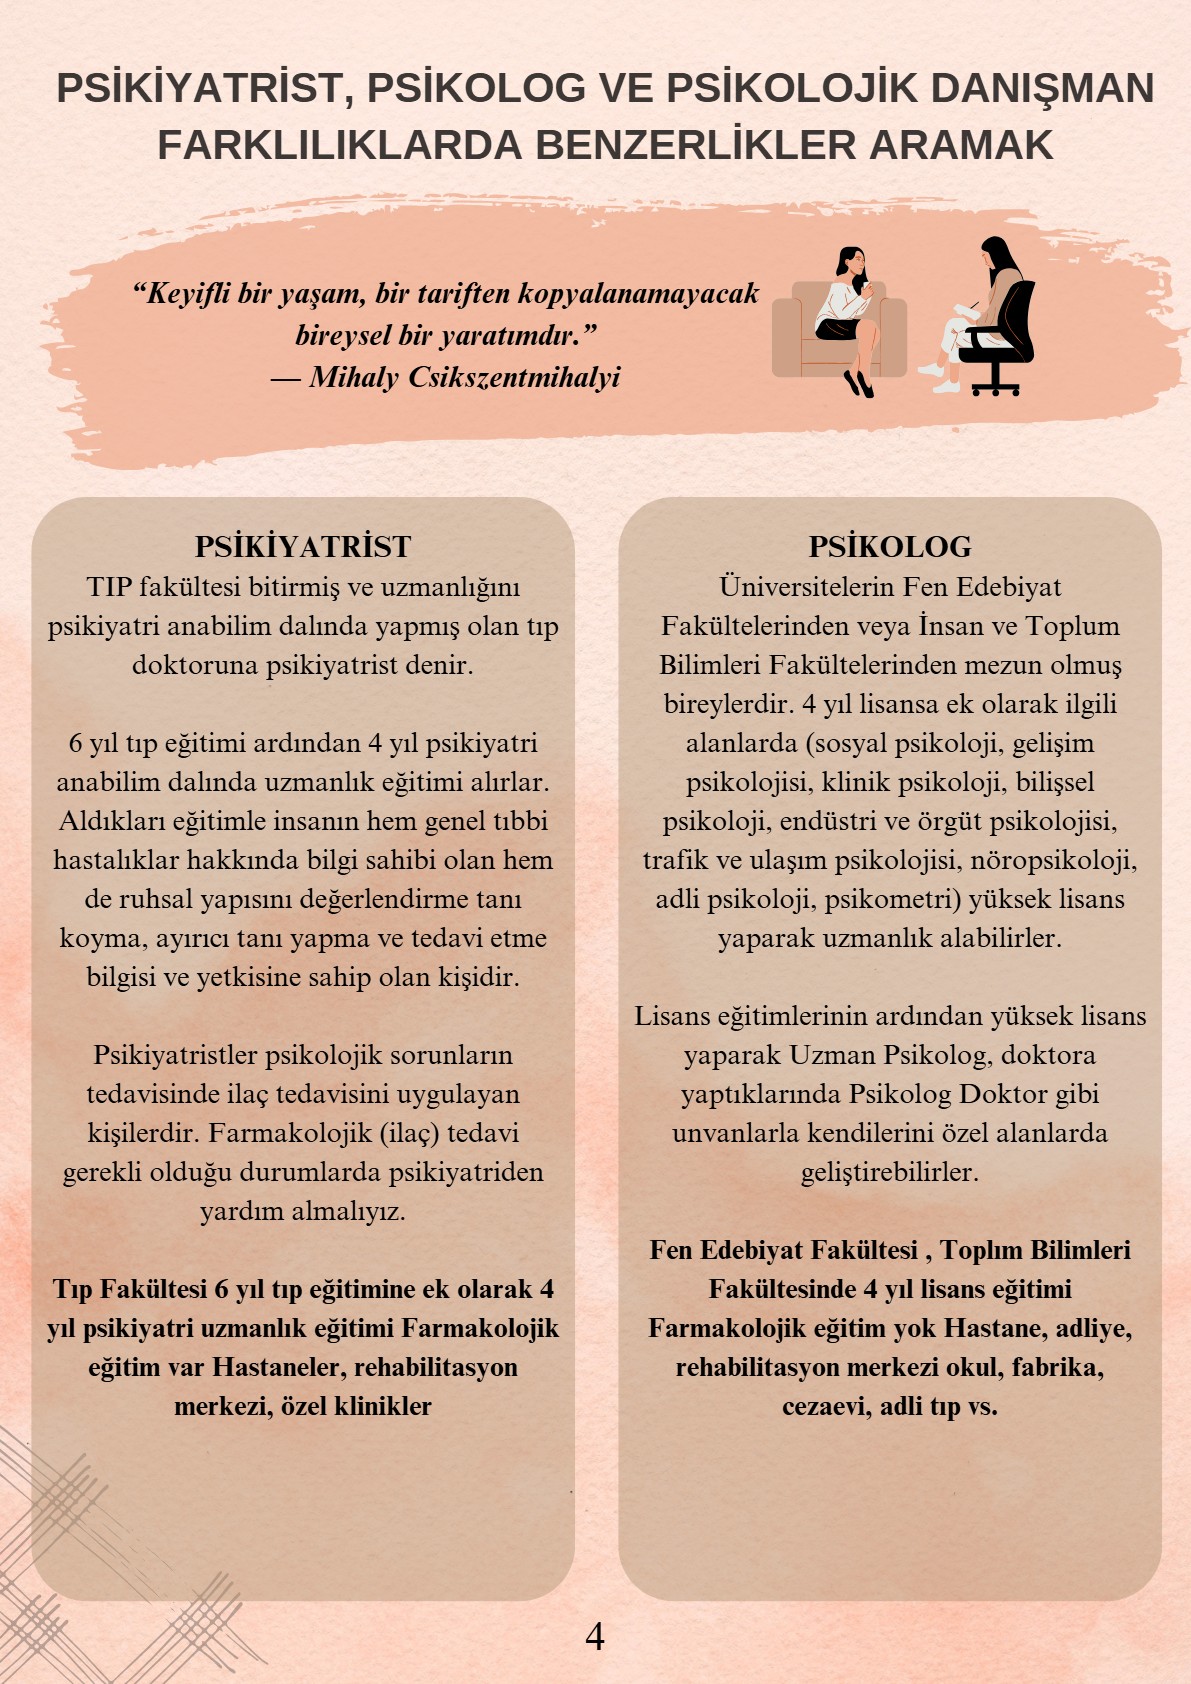 PSİKİYATRİST, PSİKOLOG VE PSİKOLOJİK DANIŞMAN
FARKLILIKLARDA BENZERLİKLER ARAMAK
“Keyifli bir yaşam, bir tariften kopyalanamayacak
bireysel bir yaratımdır.”
— Mihaly Csikszentmihalyi
PSİKİYATRİST
TIP fakültesi bitirmiş ve uzmanlığını
psikiyatri anabilim dalında yapmış olan tıp
doktoruna psikiyatrist denir.
6 yıl tıp eğitimi ardından 4 yıl psikiyatri
anabilim dalında uzmanlık eğitimi alırlar.
Aldıkları eğitimle insanın hem genel tıbbi
hastalıklar hakkında bilgi sahibi olan hem
de ruhsal yapısını değerlendirme tanı
koyma, ayırıcı tanı yapma ve tedavi etme
bilgisi ve yetkisine sahip olan kişidir.
Psikiyatristler psikolojik sorunların
tedavisinde ilaç tedavisini uygulayan
kişilerdir. Farmakolojik (ilaç) tedavi
gerekli olduğu durumlarda psikiyatriden
yardım almalıyız.
Tıp Fakültesi 6 yıl tıp eğitimine ek olarak 4
yıl psikiyatri uzmanlık eğitimi Farmakolojik
eğitim var Hastaneler, rehabilitasyon
merkezi, özel klinikler
PSİKOLOG
Üniversitelerin Fen Edebiyat
Fakültelerinden veya İnsan ve Toplum
Bilimleri Fakültelerinden mezun olmuş
bireylerdir. 4 yıl lisansa ek olarak ilgili
alanlarda (sosyal psikoloji, gelişim
psikolojisi, klinik psikoloji, bilişsel
psikoloji, endüstri ve örgüt psikolojisi,
trafik ve ulaşım psikolojisi, nöropsikoloji,
adli psikoloji, psikometri) yüksek lisans
yaparak uzmanlık alabilirler.
Lisans eğitimlerinin ardından yüksek lisans
yaparak Uzman Psikolog, doktora
yaptıklarında Psikolog Doktor gibi
unvanlarla kendilerini özel alanlarda
geliştirebilirler.
Fen Edebiyat Fakültesi , Toplım Bilimleri
Fakültesinde 4 yıl lisans eğitimi
Farmakolojik eğitim yok Hastane, adliye,
rehabilitasyon merkezi okul, fabrika,
cezaevi, adli tıp vs.
4